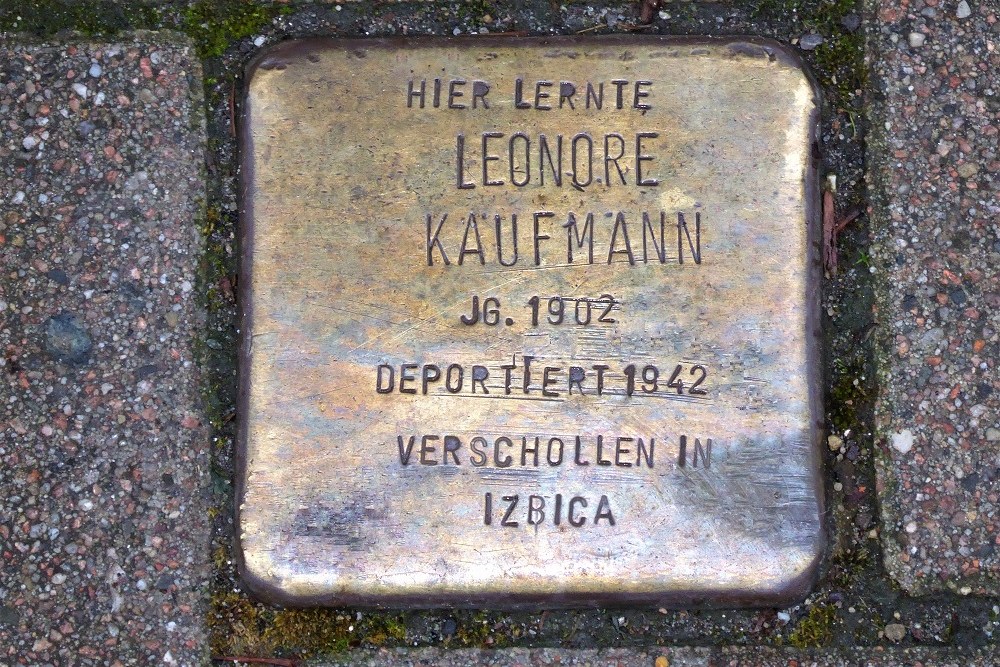 HIER LERNTE
LEONORE
KAUFMANN
JG. 1902
DEPORTIERT 1942
VERSCHOLLEN IN
IZBICA